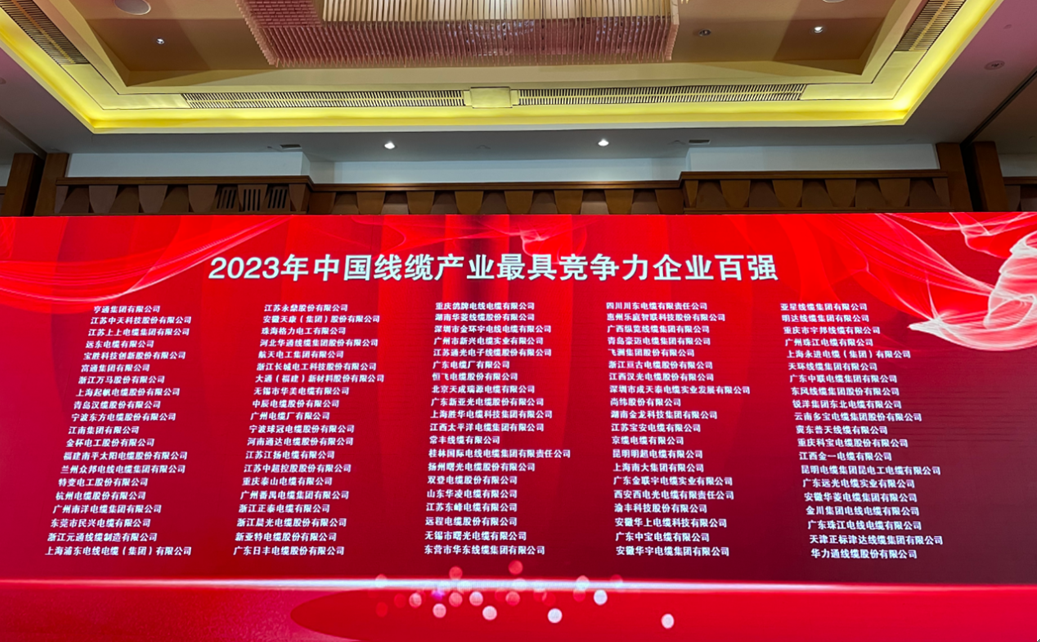 2023年中国线缆产业最具竞争力企业百强
亨通集团有限公司
江苏中天科技股份有限公司
江苏上上电缆集团有限公司
远东电缆有限公司
宝胜科技创新股份有限公司
富通集团有限公司
浙江万马股份有限公司
上海起帆电缆股份有限公司
青岛汉缆股份有限公司
宁波东方电缆股份有限公司
江南集团有限公司
金杯电工股份有限公司
福建南平太阳电缆股份有限公司
兰州众邦电线电缆集团有限公司
特变电工股份有限公司
杭州电缆股份有限公司
广州南洋电缆集团有限公司
东莞市民兴电缆有限公司
浙江元通线缆制造有限公司
上海浦东电线电缆（集团）有限公司
江苏永鼎股份有限公司
安徽天康（集团）股份有限公司
珠海格力电工有限公司
河北华通线缆集团股份有限公司
航天电工集团有限公司
浙江长城电工科技股份有限公司
大通（福建）新材料股份有限公司
无锡市华美电缆有限公司
中辰电缆股份有限公司
广州电缆厂有限公司
宁波球冠电缆股份有限公司
河南通达电缆股份有限公司
江苏江扬电缆有限公司
江苏中超控股股份有限公司
重庆泰山电缆有限公司
广州番禺电缆集团有限公司
浙江正泰电缆有限公司
浙江晨光电缆股份有限公司
新亚特电缆股份有限公司
广东日丰电缆股份有限公司
重庆鸽牌电线电缆有限公司
湖南华菱线缆股份有限公司
深圳市金环宇电线电缆有限公司
广州市新兴电缆实业有限公司
江苏通光电子线缆股份有限公司
广东电缆厂有限公司
恒飞电缆股份有限公司
北京天成瑞源电缆有限公司
广东新亚光电缆股份有限公司
上海胜华电缆科技集团有限公司
江西太平洋电缆集团有限公司
常丰线缆有限公司
桂林国际电线电缆集团有限责任公司
扬州曙光电缆股份有限公司
双登电缆股份有限公司
山东华凌电缆有限公司
江苏东峰电缆有限公司
远程电缆股份有限公司
无锡市曙光电缆有限公司
东营市华东线缆集团有限公司
四川川东电缆有限责任公司
惠州乐庭智联科技股份有限公司
广西纵览线缆集团有限公司
青岛豪迈电缆集团有限公司
飞洲集团股份有限公司
浙江亘古电缆股份有限公司
江西汉光电缆股份有限公司
深圳市成天泰电缆实业发展有限公司
尚纬股份有限公司
湖南金龙科技集团有限公司
江苏宝安电缆有限公司
京缆电缆有限公司
昆明明超电缆有限公司
上海南大集团有限公司
广东金联宇电缆实业有限公司
西安西电光电缆有限责任公司
渝丰科技股份有限公司
安徽华上电缆科技有限公司
广东中宝电缆有限公司
安徽华宇电缆集团有限公司
亚星线缆集团有限公司
明达线缆集团有限公司
重庆市宇邦线缆有限公司
广州珠江电缆有限公司
上海永进电缆（集团）有限公司
天环线缆集团有限公司
广东中联电缆集团有限公司
东风线缆集团股份有限公司
银洋集团东北电缆有限公司
云南多宝电缆集团股份有限公司
冀东普天线缆有限公司
重庆科宝电缆股份有限公司
江西金一电缆有限公司
昆明电缆集团昆电工电缆有限公司
广东远光电缆实业有限公司
安徽华菱电缆集团有限公司
金川集团电线电缆有限公司
广东珠江电线电缆有限公司
天津正标津达线缆集团有限公司
华力通线缆股份有限公司